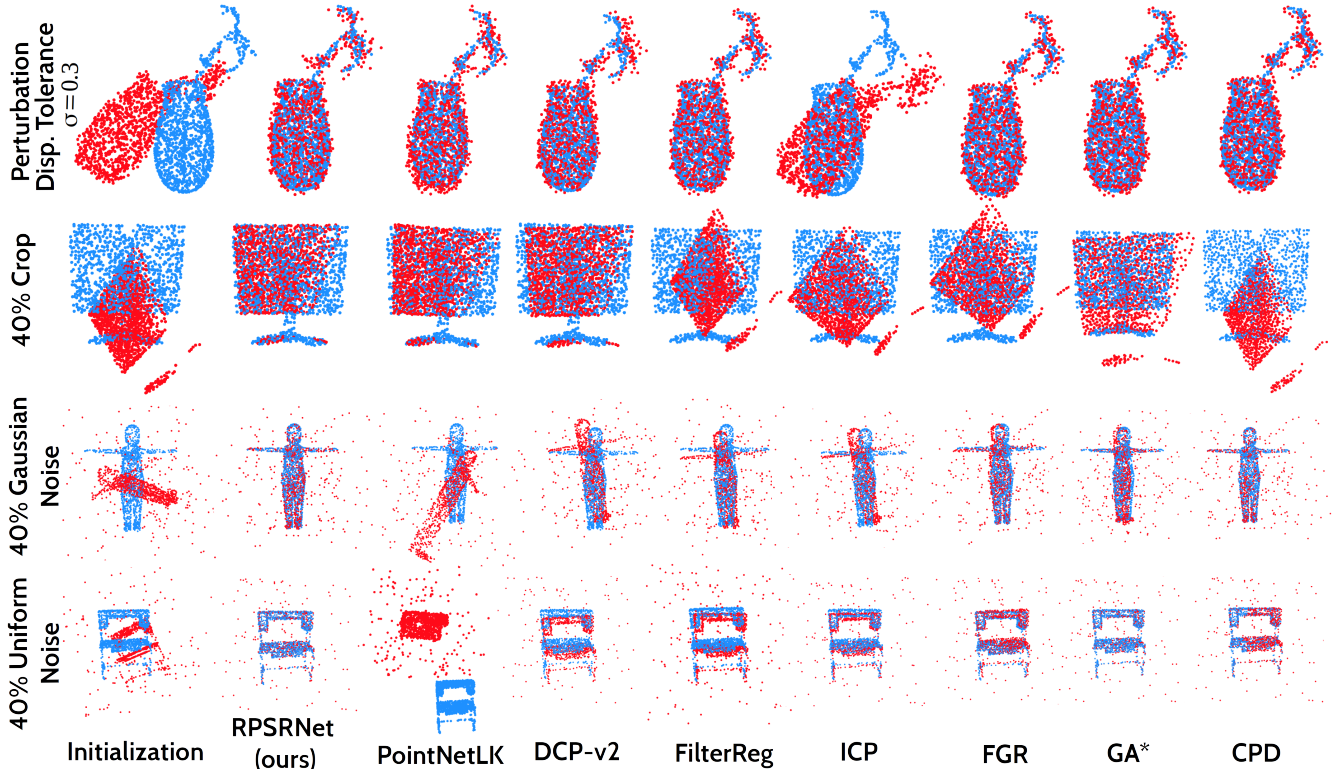 Perturbation
Disp. Tolerance
σ=0.3
40% Crop
40% Gaussian
Noise
40% Uniform
Noise
Initialization
RPSRNet
(ours)
PointNetLK
DCP-v2
FilterReg
ICP
FGR
GA*
CPD